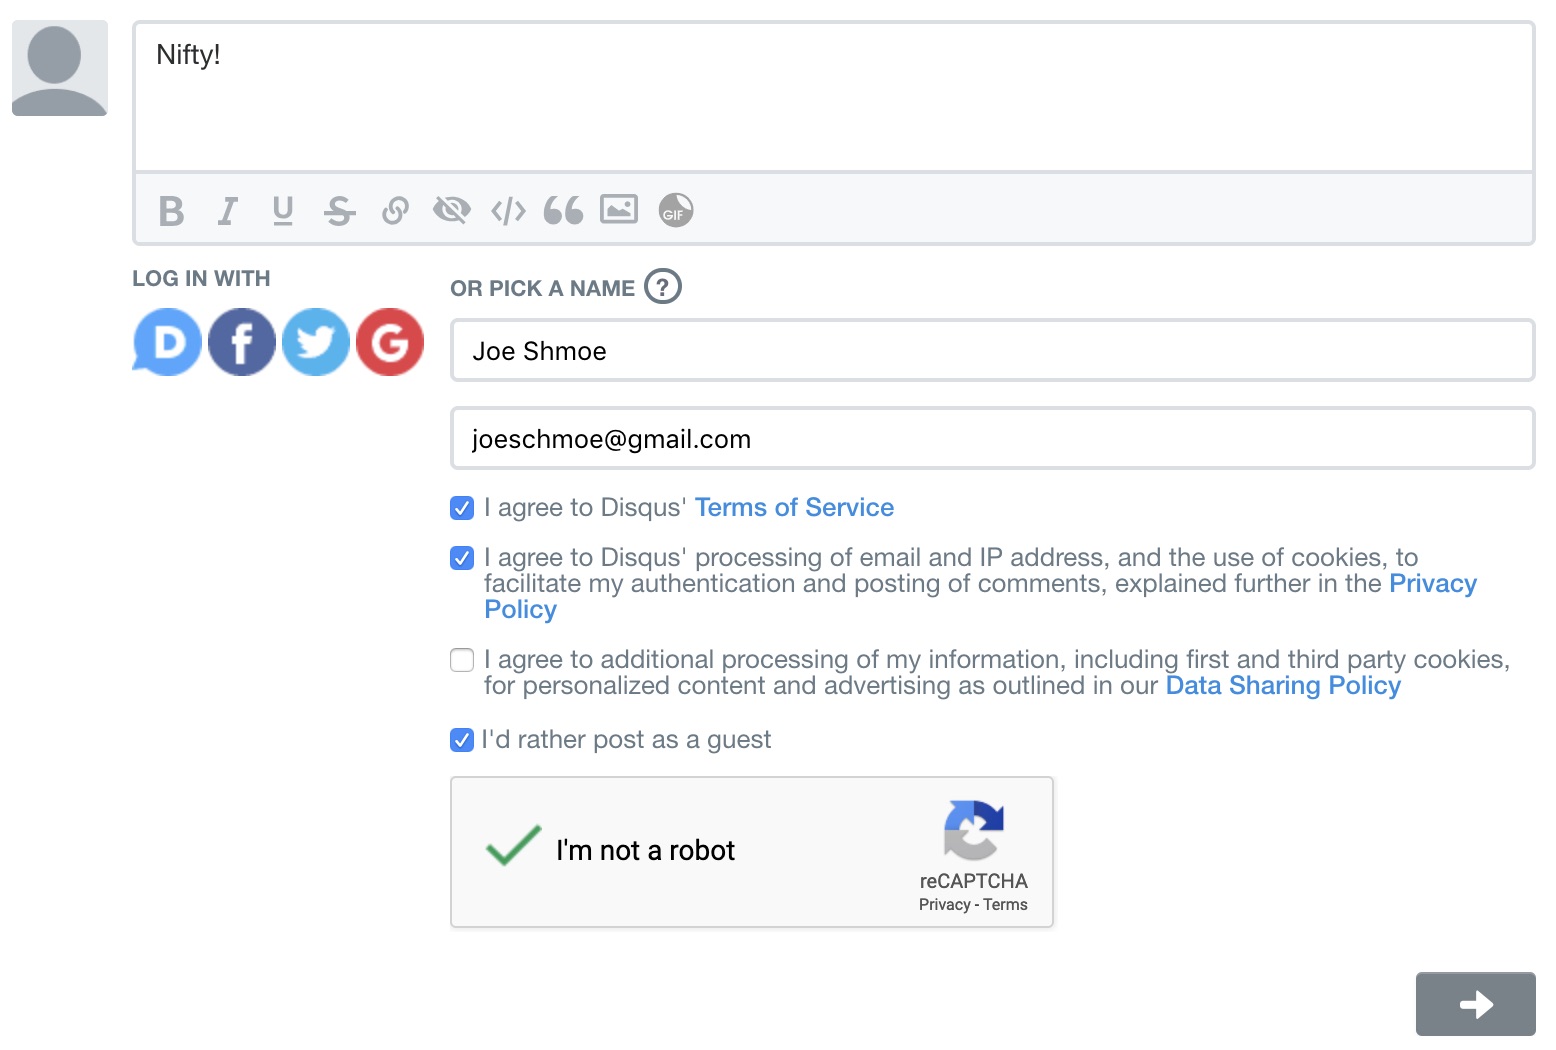 Nifty!
B I U S </> GIF
LOG IN WITH
D f G
OR PICK A NAME ?
Joe Shmoe
joeschmoe@gmail.com
I agree to Disqus' Terms of Service
I agree to Disqus' processing of email and IP address, and the use of cookies, to
facilitate my authentication and posting of comments, explained further in the Privacy
Policy
I agree to additional processing of my information, including first and third party cookies,
for personalized content and advertising as outlined in our Data Sharing Policy
I'd rather post as a guest
I'm not a robot
reCAPTCHA
Privacy - Terms